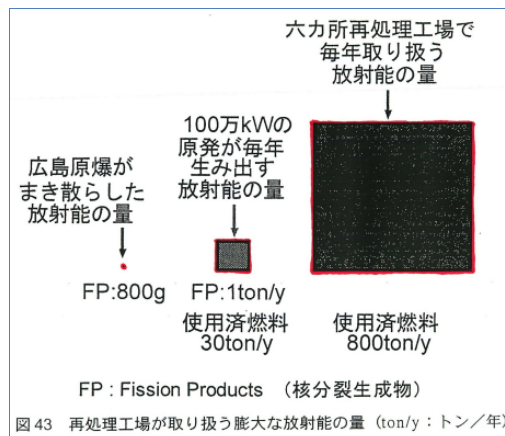 六カ所再処理工場で
毎年取り扱う
放射能の量
100万kWの
原発が毎年
生み出す
放射能の量
広島原爆が
まき散らした
放射能の量
FP:800g
FP:1ton/y
使用済燃料
30ton/y
使用済燃料
800ton/y
FP : Fission Products （核分裂生成物）
図43 再処理工場が取り扱う膨大な放射能の量（ton/y：トン／年）